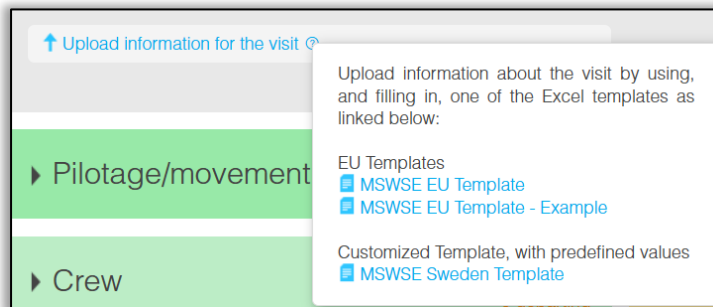 Upload information for the visit
Upload information about the visit by using,
and filling in, one of the Excel templates as
linked below:
EU Templates
MSWSE EU Template
MSWSE EU Template - Example
Customized Template, with predefined values
MSWSE Sweden Template
Pilotage/movement
Crew